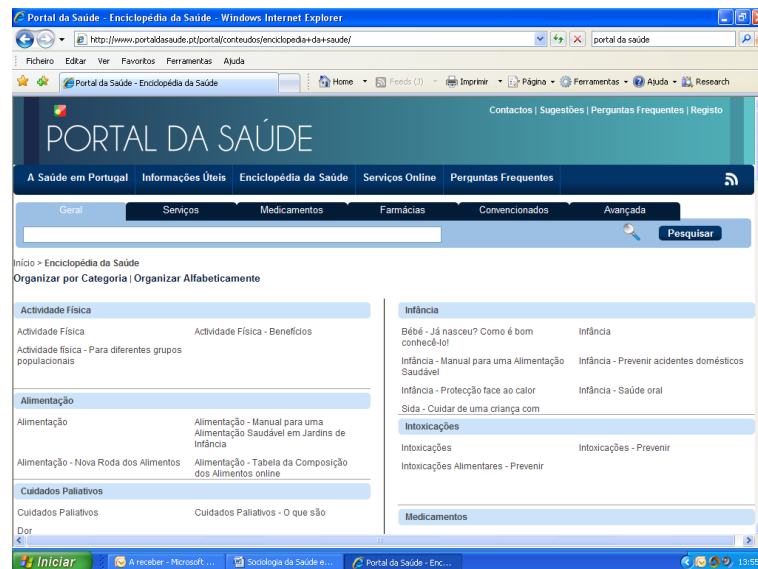 Portal da Saúde - Enciclopédia da Saúde - Windows Internet Explorer
http://www.portaldasaude.pt/portal/conteudos/enciclopedia+da+saude/
portal da saúde
Ficheiro Editar Ver Favoritos Ferramentas Ajuda
Portal da Saúde - Enciclopédia da Saúde
Home Feeds (J) Imprimir Página Ferramentas Ajuda Research
Contactos | Sugestões | Perguntas Frequentes | Registo
PORTAL DA SAÚDE
A Saúde em Portugal Informações Úteis Enciclopédia da Saúde Serviços Online Perguntas Frequentes
Geral Serviços Medicamentos Farmácias Convencionados Avançada
Pesquisar
Início > Enciclopédia da Saúde
Organizar por Categoria | Organizar Alfabeticamente
Actividade Física
Actividade Física Actividade Física - Benefícios
Actividade física - Para diferentes grupos
populacionais
Alimentação
Alimentação Alimentação - Manual para uma
Alimentação Saudável em Jardins de
Infância
Alimentação - Nova Roda dos Alimentos Alimentação - Tabela da Composição
dos Alimentos online
Cuidados Paliativos
Cuidados Paliativos Cuidados Paliativos - O que são
Dor
Infância
Bébé - Já nasceu? Como é bom Infância
conhecê-lo!
Infância - Manual para uma Alimentação Infância - Prevenir acidentes domésticos
Saudável
Infância - Protecção face ao calor Infância - Saúde oral
Sida - Cuidar de uma criança com
Intoxicações
Intoxicações Intoxicações - Prevenir
Intoxicações Alimentares - Prevenir
Medicamentos
Iniciar A receber - Microsoft ... Sociologia da Saúde e... Portal da Saúde - Enc... 13:55